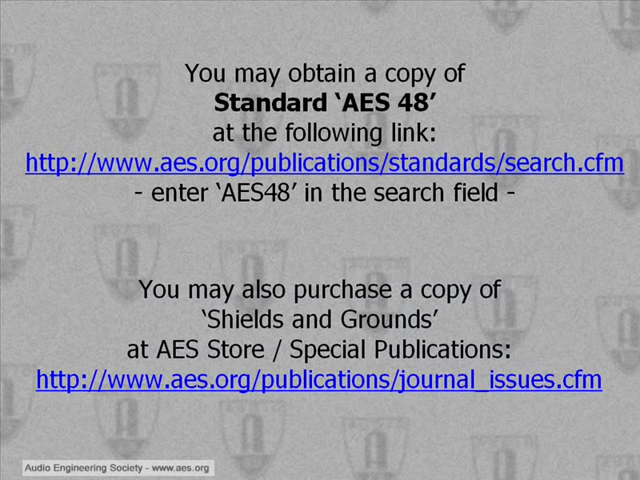 You may obtain a copy of
Standard ‘AES 48’
at the following link:
http://www.aes.org/publications/standards/search.cfm
- enter ‘AES48’ in the search field -
You may also purchase a copy of
‘Shields and Grounds’
at AES Store / Special Publications:
http://www.aes.org/publications/journal_issues.cfm
Audio Engineering Society - www.aes.org